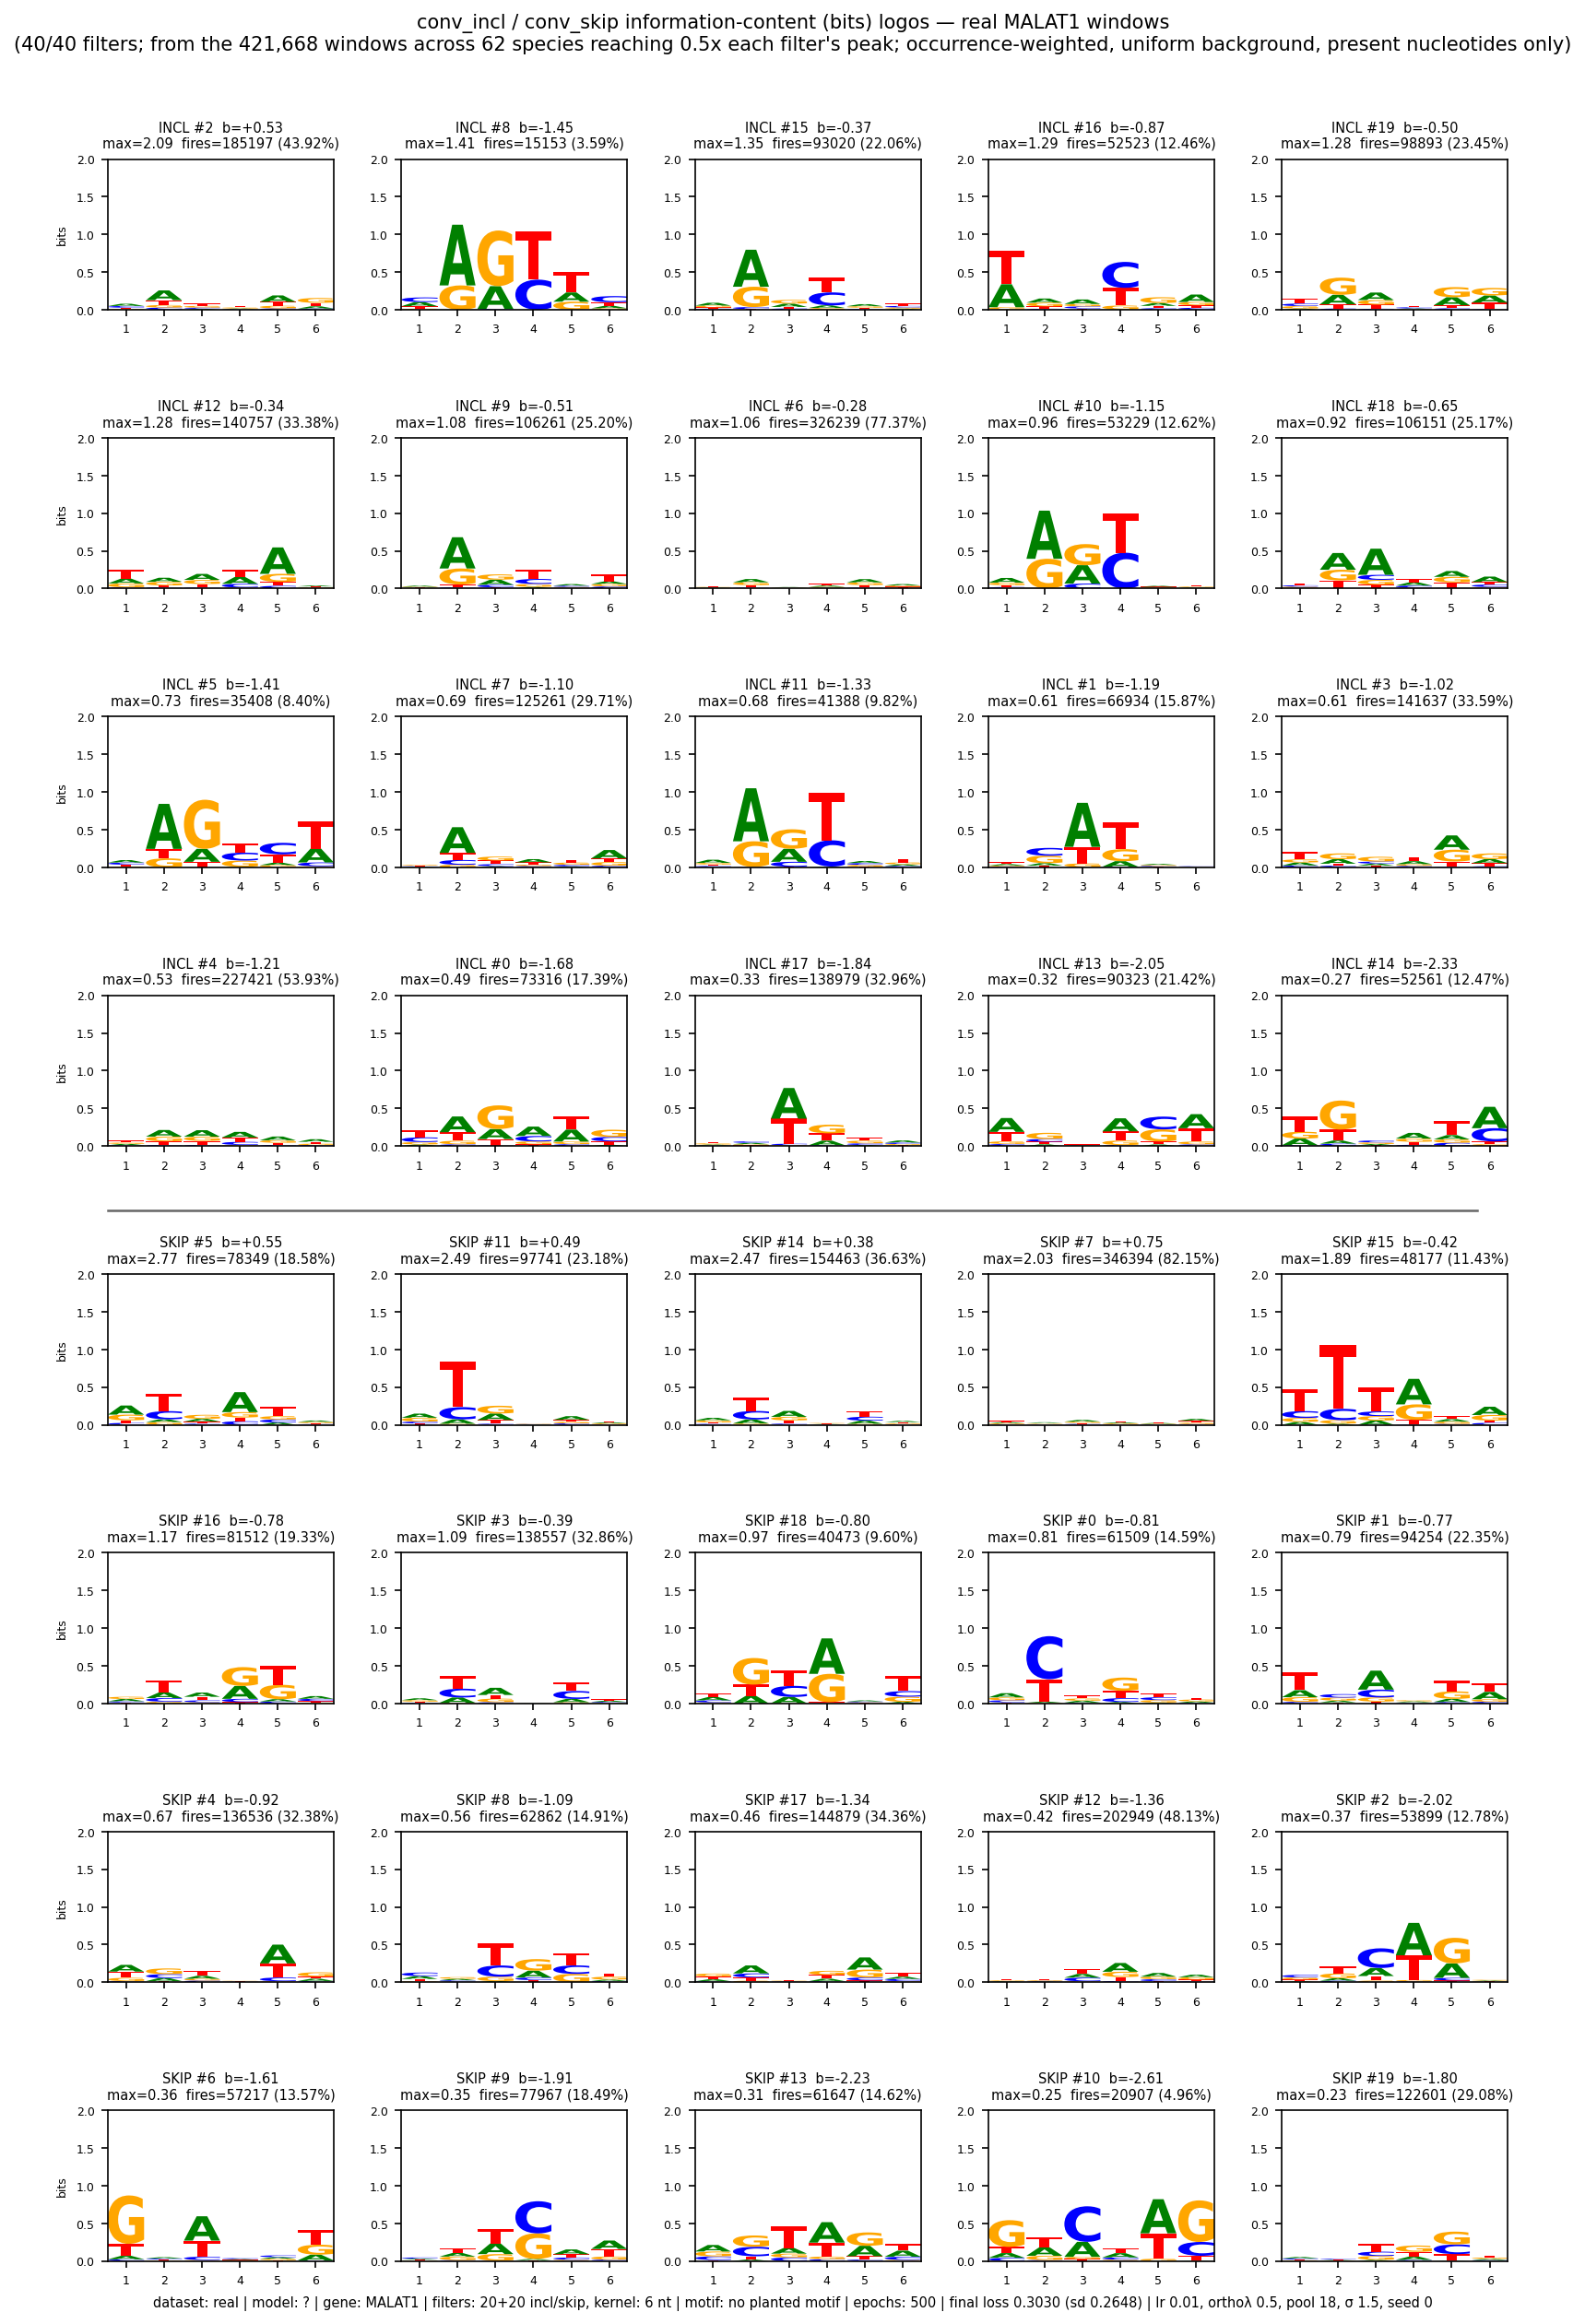 conv_incl / conv_skip information-content (bits) logos — real MALAT1 windows
(40/40 filters; from the 421,668 windows across 62 species reaching 0.5x each filter's peak; occurrence-weighted, uniform background, present nucleotides only)
INCL #2 b=+0.53
max=2.09 fires=185197 (43.92%)
INCL #8 b=-1.45
max=1.41 fires=15153 (3.59%)
INCL #15 b=-0.37
max=1.35 fires=93020 (22.06%)
INCL #16 b=-0.87
max=1.29 fires=52523 (12.46%)
INCL #19 b=-0.50
max=1.28 fires=98893 (23.45%)
INCL #12 b=-0.34
max=1.28 fires=140757 (33.38%)
INCL #9 b=-0.51
max=1.08 fires=106261 (25.20%)
INCL #6 b=-0.28
max=1.06 fires=326239 (77.37%)
INCL #10 b=-1.15
max=0.96 fires=53229 (12.62%)
INCL #18 b=-0.65
max=0.92 fires=106151 (25.17%)
INCL #5 b=-1.41
max=0.73 fires=35408 (8.40%)
INCL #7 b=-1.10
max=0.69 fires=125261 (29.71%)
INCL #11 b=-1.33
max=0.68 fires=41388 (9.82%)
INCL #1 b=-1.19
max=0.61 fires=66934 (15.87%)
INCL #3 b=-1.02
max=0.61 fires=141637 (33.59%)
INCL #4 b=-1.21
max=0.53 fires=227421 (53.93%)
INCL #0 b=-1.68
max=0.49 fires=73316 (17.39%)
INCL #17 b=-1.84
max=0.33 fires=138979 (32.96%)
INCL #13 b=-2.05
max=0.32 fires=90323 (21.42%)
INCL #14 b=-2.33
max=0.27 fires=52561 (12.47%)
SKIP #5 b=+0.55
max=2.77 fires=78349 (18.58%)
SKIP #11 b=+0.49
max=2.49 fires=97741 (23.18%)
SKIP #14 b=+0.38
max=2.47 fires=154463 (36.63%)
SKIP #7 b=+0.75
max=2.03 fires=346394 (82.15%)
SKIP #15 b=-0.42
max=1.89 fires=48177 (11.43%)
SKIP #16 b=-0.78
max=1.17 fires=81512 (19.33%)
SKIP #3 b=-0.39
max=1.09 fires=138557 (32.86%)
SKIP #18 b=-0.80
max=0.97 fires=40473 (9.60%)
SKIP #0 b=-0.81
max=0.81 fires=61509 (14.59%)
SKIP #1 b=-0.77
max=0.79 fires=94254 (22.35%)
SKIP #4 b=-0.92
max=0.67 fires=136536 (32.38%)
SKIP #8 b=-1.09
max=0.56 fires=62862 (14.91%)
SKIP #17 b=-1.34
max=0.46 fires=144879 (34.36%)
SKIP #12 b=-1.36
max=0.42 fires=202949 (48.13%)
SKIP #2 b=-2.02
max=0.37 fires=53899 (12.78%)
SKIP #6 b=-1.61
max=0.36 fires=57217 (13.57%)
SKIP #9 b=-1.91
max=0.35 fires=77967 (18.49%)
SKIP #13 b=-2.23
max=0.31 fires=61647 (14.62%)
SKIP #10 b=-2.61
max=0.25 fires=20907 (4.96%)
SKIP #19 b=-1.80
max=0.23 fires=122601 (29.08%)
dataset: real | model: ? | gene: MALAT1 | filters: 20+20 incl/skip, kernel: 6 nt | motif: no planted motif | epochs: 500 | final loss 0.3030 (sd 0.2648) | lr 0.01, orthoλ 0.5, pool 18, σ 1.5, seed 0